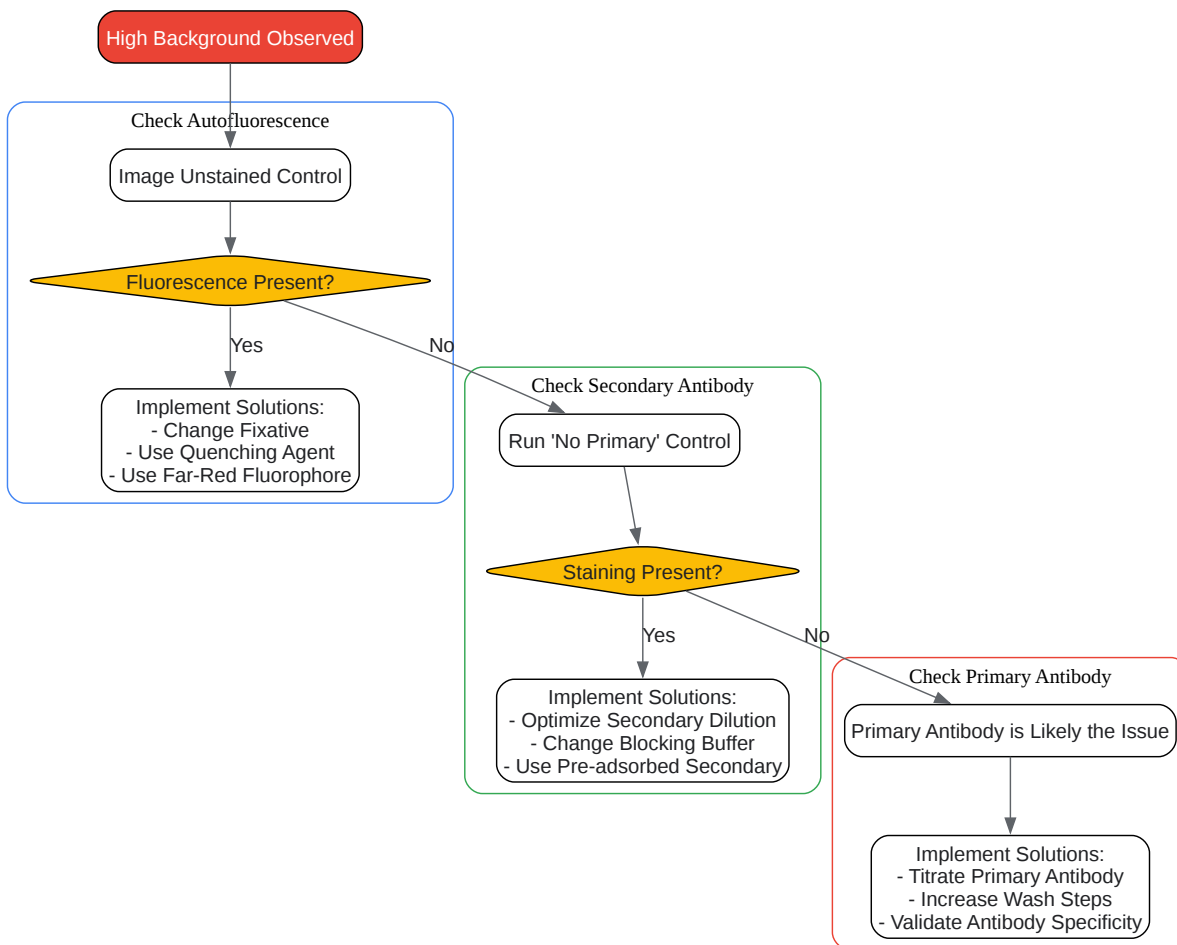 High Background Observed
Check Autofluorescence
Image Unstained Control
Fluorescence Present?
Yes
No
Implement Solutions:
- Change Fixative
- Use Quenching Agent
- Use Far-Red Fluorophore
Check Secondary Antibody
Run 'No Primary' Control
Staining Present?
Yes
No
Implement Solutions:
- Optimize Secondary Dilution
- Change Blocking Buffer
- Use Pre-adsorbed Secondary
Check Primary Antibody
Primary Antibody is Likely the Issue
Implement Solutions:
- Titrate Primary Antibody
- Increase Wash Steps
- Validate Antibody Specificity